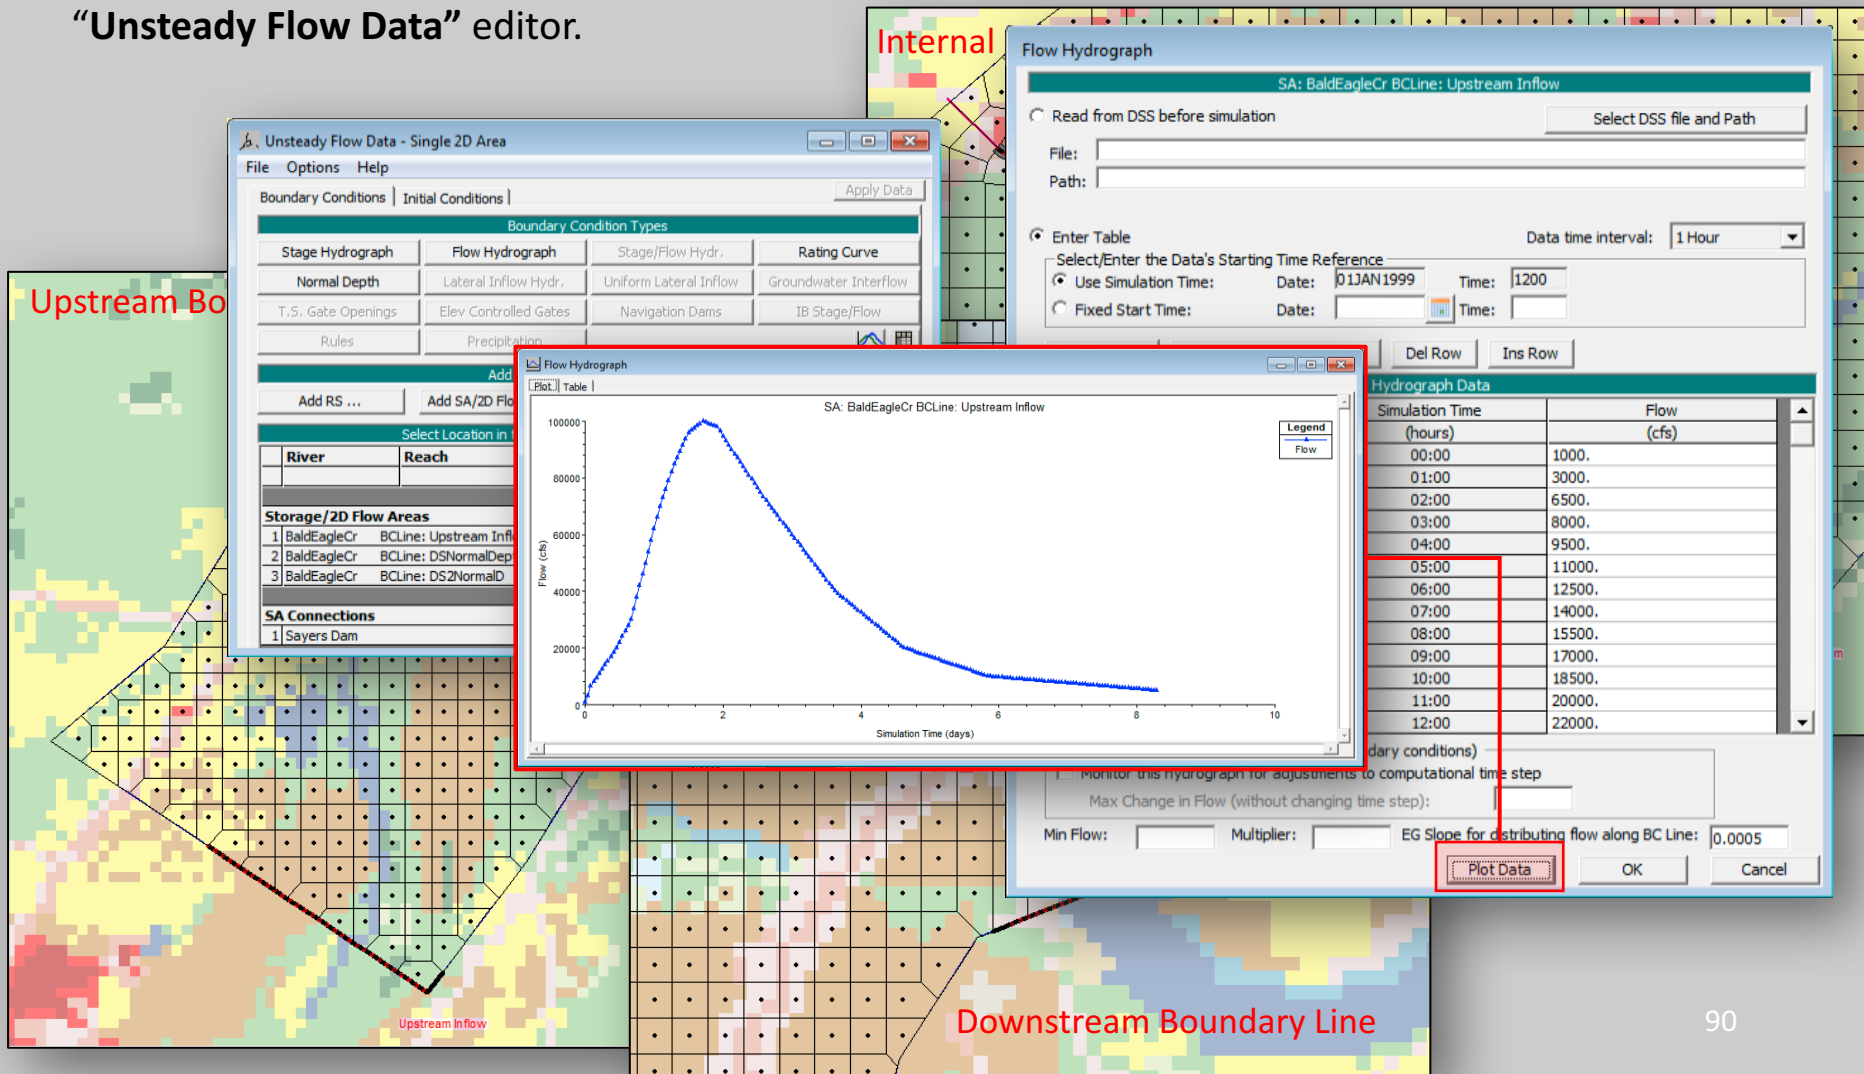 “Unsteady Flow Data” editor.
Internal
Upstream Bo
Unsteady Flow Data - Single 2D Area
File Options Help
Boundary Conditions Initial Conditions Apply Data
Boundary Condition Types
Stage Hydrograph Flow Hydrograph Stage/Flow Hydr. Rating Curve
Normal Depth Lateral Inflow Hydr. Uniform Lateral Inflow Groundwater Interflow
T.S. Gate Openings Elev Controlled Gates Navigation Dams IB Stage/Flow
Rules Precipitation
Add
Add RS ... Add SA/2D Flo
Select Location in
River Reach
Storage/2D Flow Areas
1 BaldEagleCr BCLine: Upstream Infl
2 BaldEagleCr BCLine: DSNormalDep
3 BaldEagleCr BCLine: DS2NormalD
SA Connections
1 Sayers Dam
Flow Hydrograph
SA: BaldEagleCr BCLine: Upstream Inflow
Read from DSS before simulation Select DSS file and Path
File:
Path:
Enter Table Data time interval: 1 Hour
Select/Enter the Data's Starting Time Reference
Use Simulation Time: Date: 01JAN1999 Time: 1200
Fixed Start Time: Date: Time:
Del Row Ins Row
Hydrograph Data
Simulation Time Flow
(hours) (cfs)
00:00 1000.
01:00 3000.
02:00 6500.
03:00 8000.
04:00 9500.
05:00 11000.
06:00 12500.
07:00 14000.
08:00 15500.
09:00 17000.
10:00 18500.
11:00 20000.
12:00 22000.
dary conditions)
Monitor this hydrograph for adjustments to computational time step
Max Change in Flow (without changing time step):
Min Flow: Multiplier: EG Slope for distributing flow along BC Line: 0.0005
Plot Data OK Cancel
Flow Hydrograph
Plot Table
SA: BaldEagleCr BCLine: Upstream Inflow
Legend
Flow
100000
80000
60000
40000
20000
0
Flow (cfs)
0 2 4 6 8 10
Simulation Time (days)
m
Upstream Inflow
Downstream Boundary Line
90